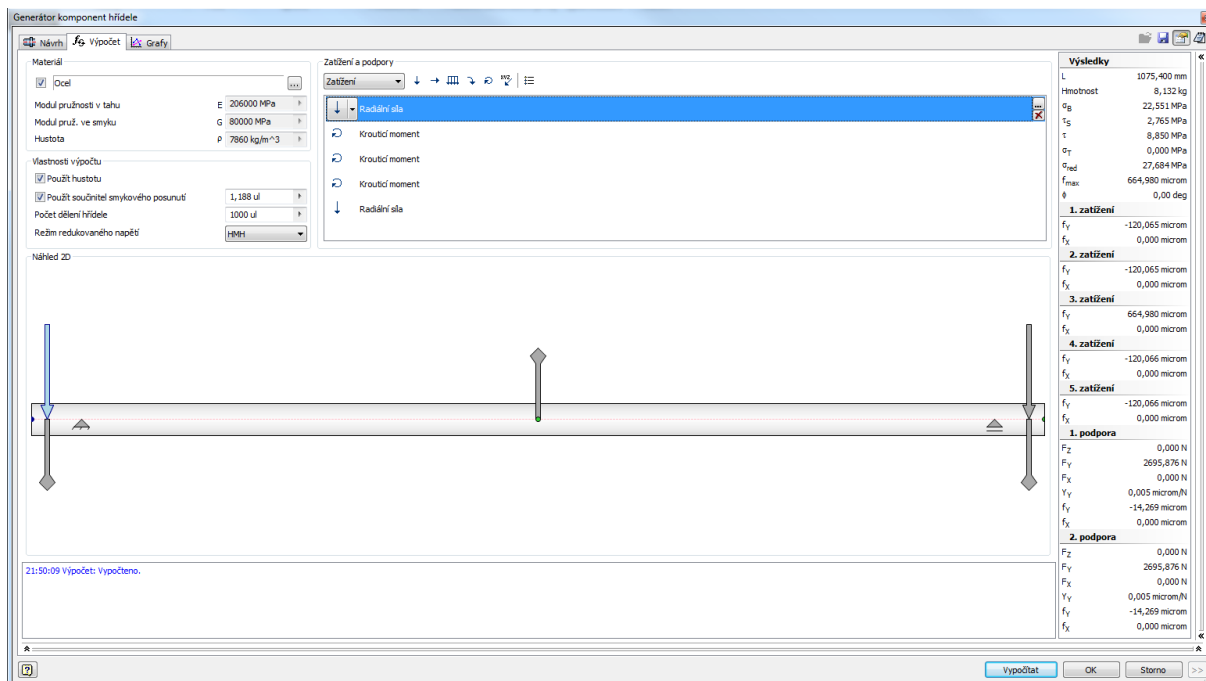 Generátor komponent hřídele
Návrh Výpočet Grafy
Materiál
Ocel ...
Modul pružnosti v tahu E 206000 MPa
Modul pruž. ve smyku G 80000 MPa
Hustota ρ 7860 kg/m^3
Vlastnosti výpočtu
Použít hustotu
Použít součinitel smykového posunutí 1,188 ul
Počet dělení hřídele 1000 ul
Režim redukovaného napětí HMH
Zatížení a podpory
Zatížení
Radiální síla ...
Krouticí moment
Krouticí moment
Krouticí moment
Radiální síla
Náhled 2D
21:50:09 Výpočet: Vypočteno.
Výsledky
L 1075,400 mm
Hmotnost 8,132 kg
σB 22,551 MPa
τS 2,765 MPa
τ 8,850 MPa
σT 0,000 MPa
σred 27,684 MPa
fmax 664,980 microm
ϕ 0,00 deg
1. zatížení
fY -120,065 microm
fX 0,000 microm
2. zatížení
fY -120,065 microm
fX 0,000 microm
3. zatížení
fY 664,980 microm
fX 0,000 microm
4. zatížení
fY -120,066 microm
fX 0,000 microm
5. zatížení
fY -120,066 microm
fX 0,000 microm
1. podpora
FZ 0,000 N
FY 2695,876 N
FX 0,000 N
YY 0,005 microm/N
fY -14,269 microm
fX 0,000 microm
2. podpora
FZ 0,000 N
FY 2695,876 N
FX 0,000 N
YY 0,005 microm/N
fY -14,269 microm
fX 0,000 microm
Vypočítat OK Storno >>